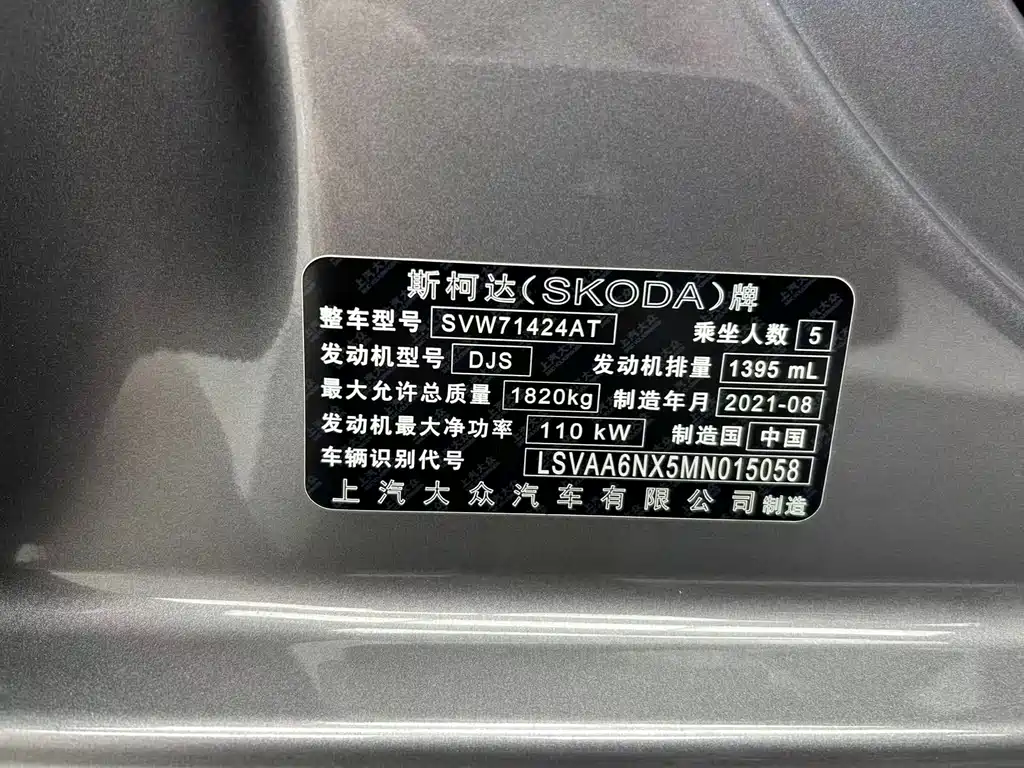 斯柯达(SKODA)牌
整车型号 SVW71424AT 乘坐人数 5
发动机型号 DJS 发动机排量 1395 mL
最大允许总质量 1820kg 制造年月 2021-08
发动机最大净功率 110 kW 制造国 中国
车辆识别代号 LSVAA6NX5MN015058
上汽大众汽车有限公司制造